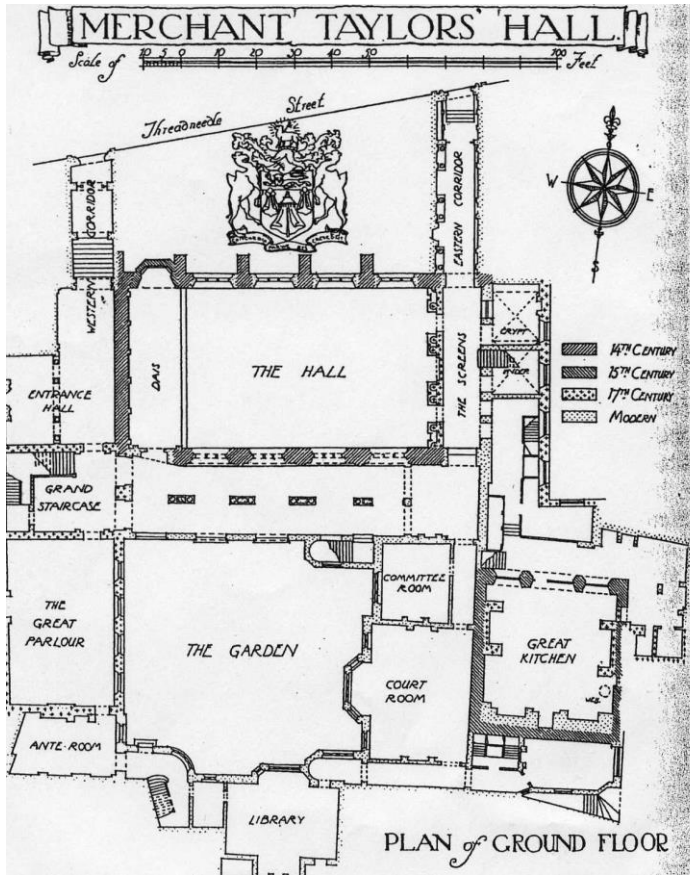 MERCHANT TAYLORS' HALL.
Scale of 10 5 0 10 20 30 40 50 100 Feet
Threadneedle Street
W E
S
WESTERN CORRIDOR
EASTERN CORRIDOR
DAIS
THE HALL
THE SCREENS
CRYPT
UNDER
14TH CENTURY
15TH CENTURY
17TH CENTURY
MODERN
ENTRANCE
HALL
GRAND
STAIRCASE
THE
GREAT
PARLOUR
THE GARDEN
COMMITTEE
ROOM
COURT
ROOM
GREAT
KITCHEN
WELL
ANTE-ROOM
LIBRARY
PLAN of GROUND FLOOR